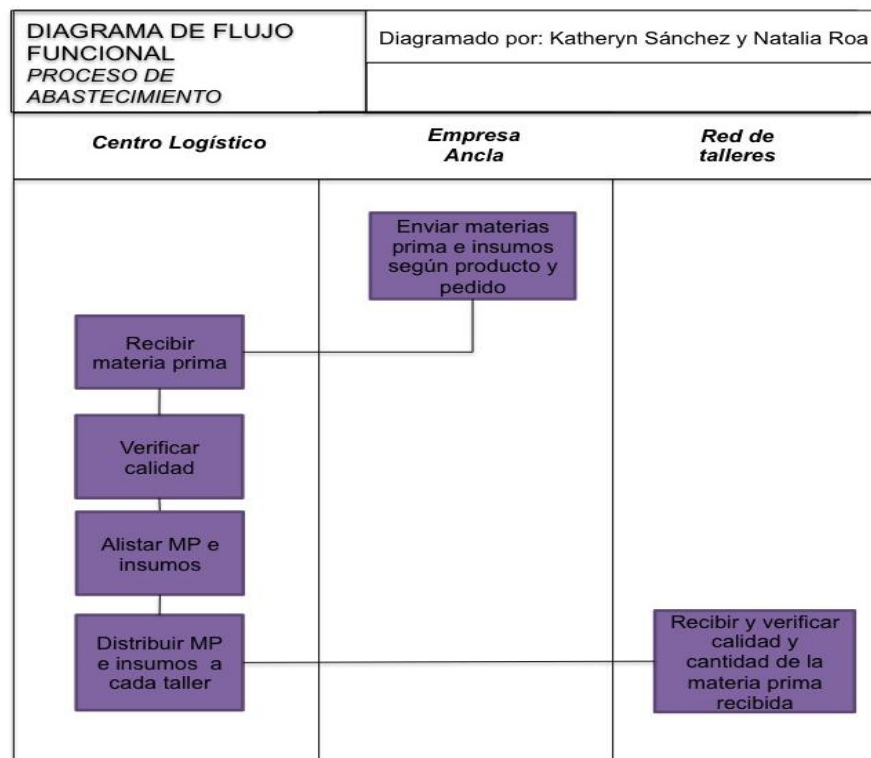 DIAGRAMA DE FLUJO
FUNCIONAL
PROCESO DE
ABASTECIMIENTO
Diagramado por: Katheryn Sánchez y Natalia Roa
Centro Logístico
Empresa
Ancla
Red de
talleres
Enviar materias
prima e insumos
según producto y
pedido
Recibir
materia prima
Verificar
calidad
Alistar MP e
insumos
Distribuir MP
e insumos a
cada taller
Recibir y verificar
calidad y
cantidad de la
materia prima
recibida